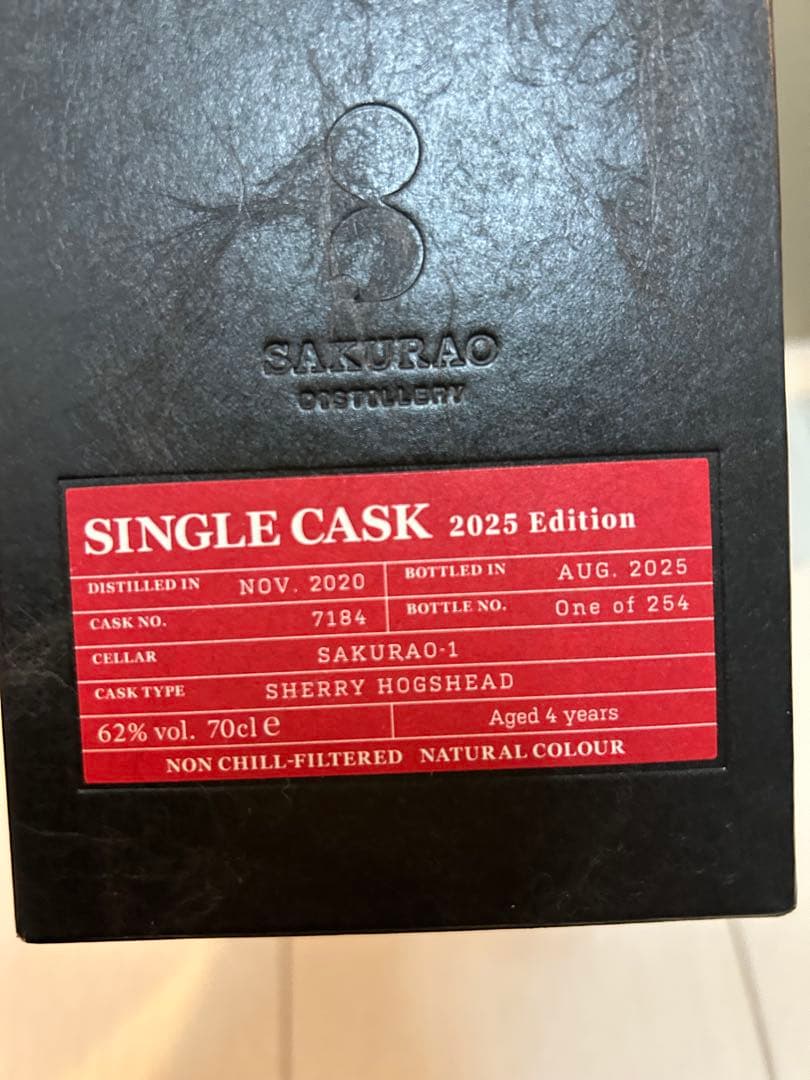 SAKURAO
DISTILLERY
SINGLE CASK 2025 Edition
DISTILLED IN NOV. 2020 BOTTLED IN AUG. 2025
CASK NO. 7184 BOTTLE NO. One of 254
CELLAR SAKURAO-1
CASK TYPE SHERRY HOGSHEAD
62% vol. 70cl e Aged 4 years
NON CHILL-FILTERED NATURAL COLOUR